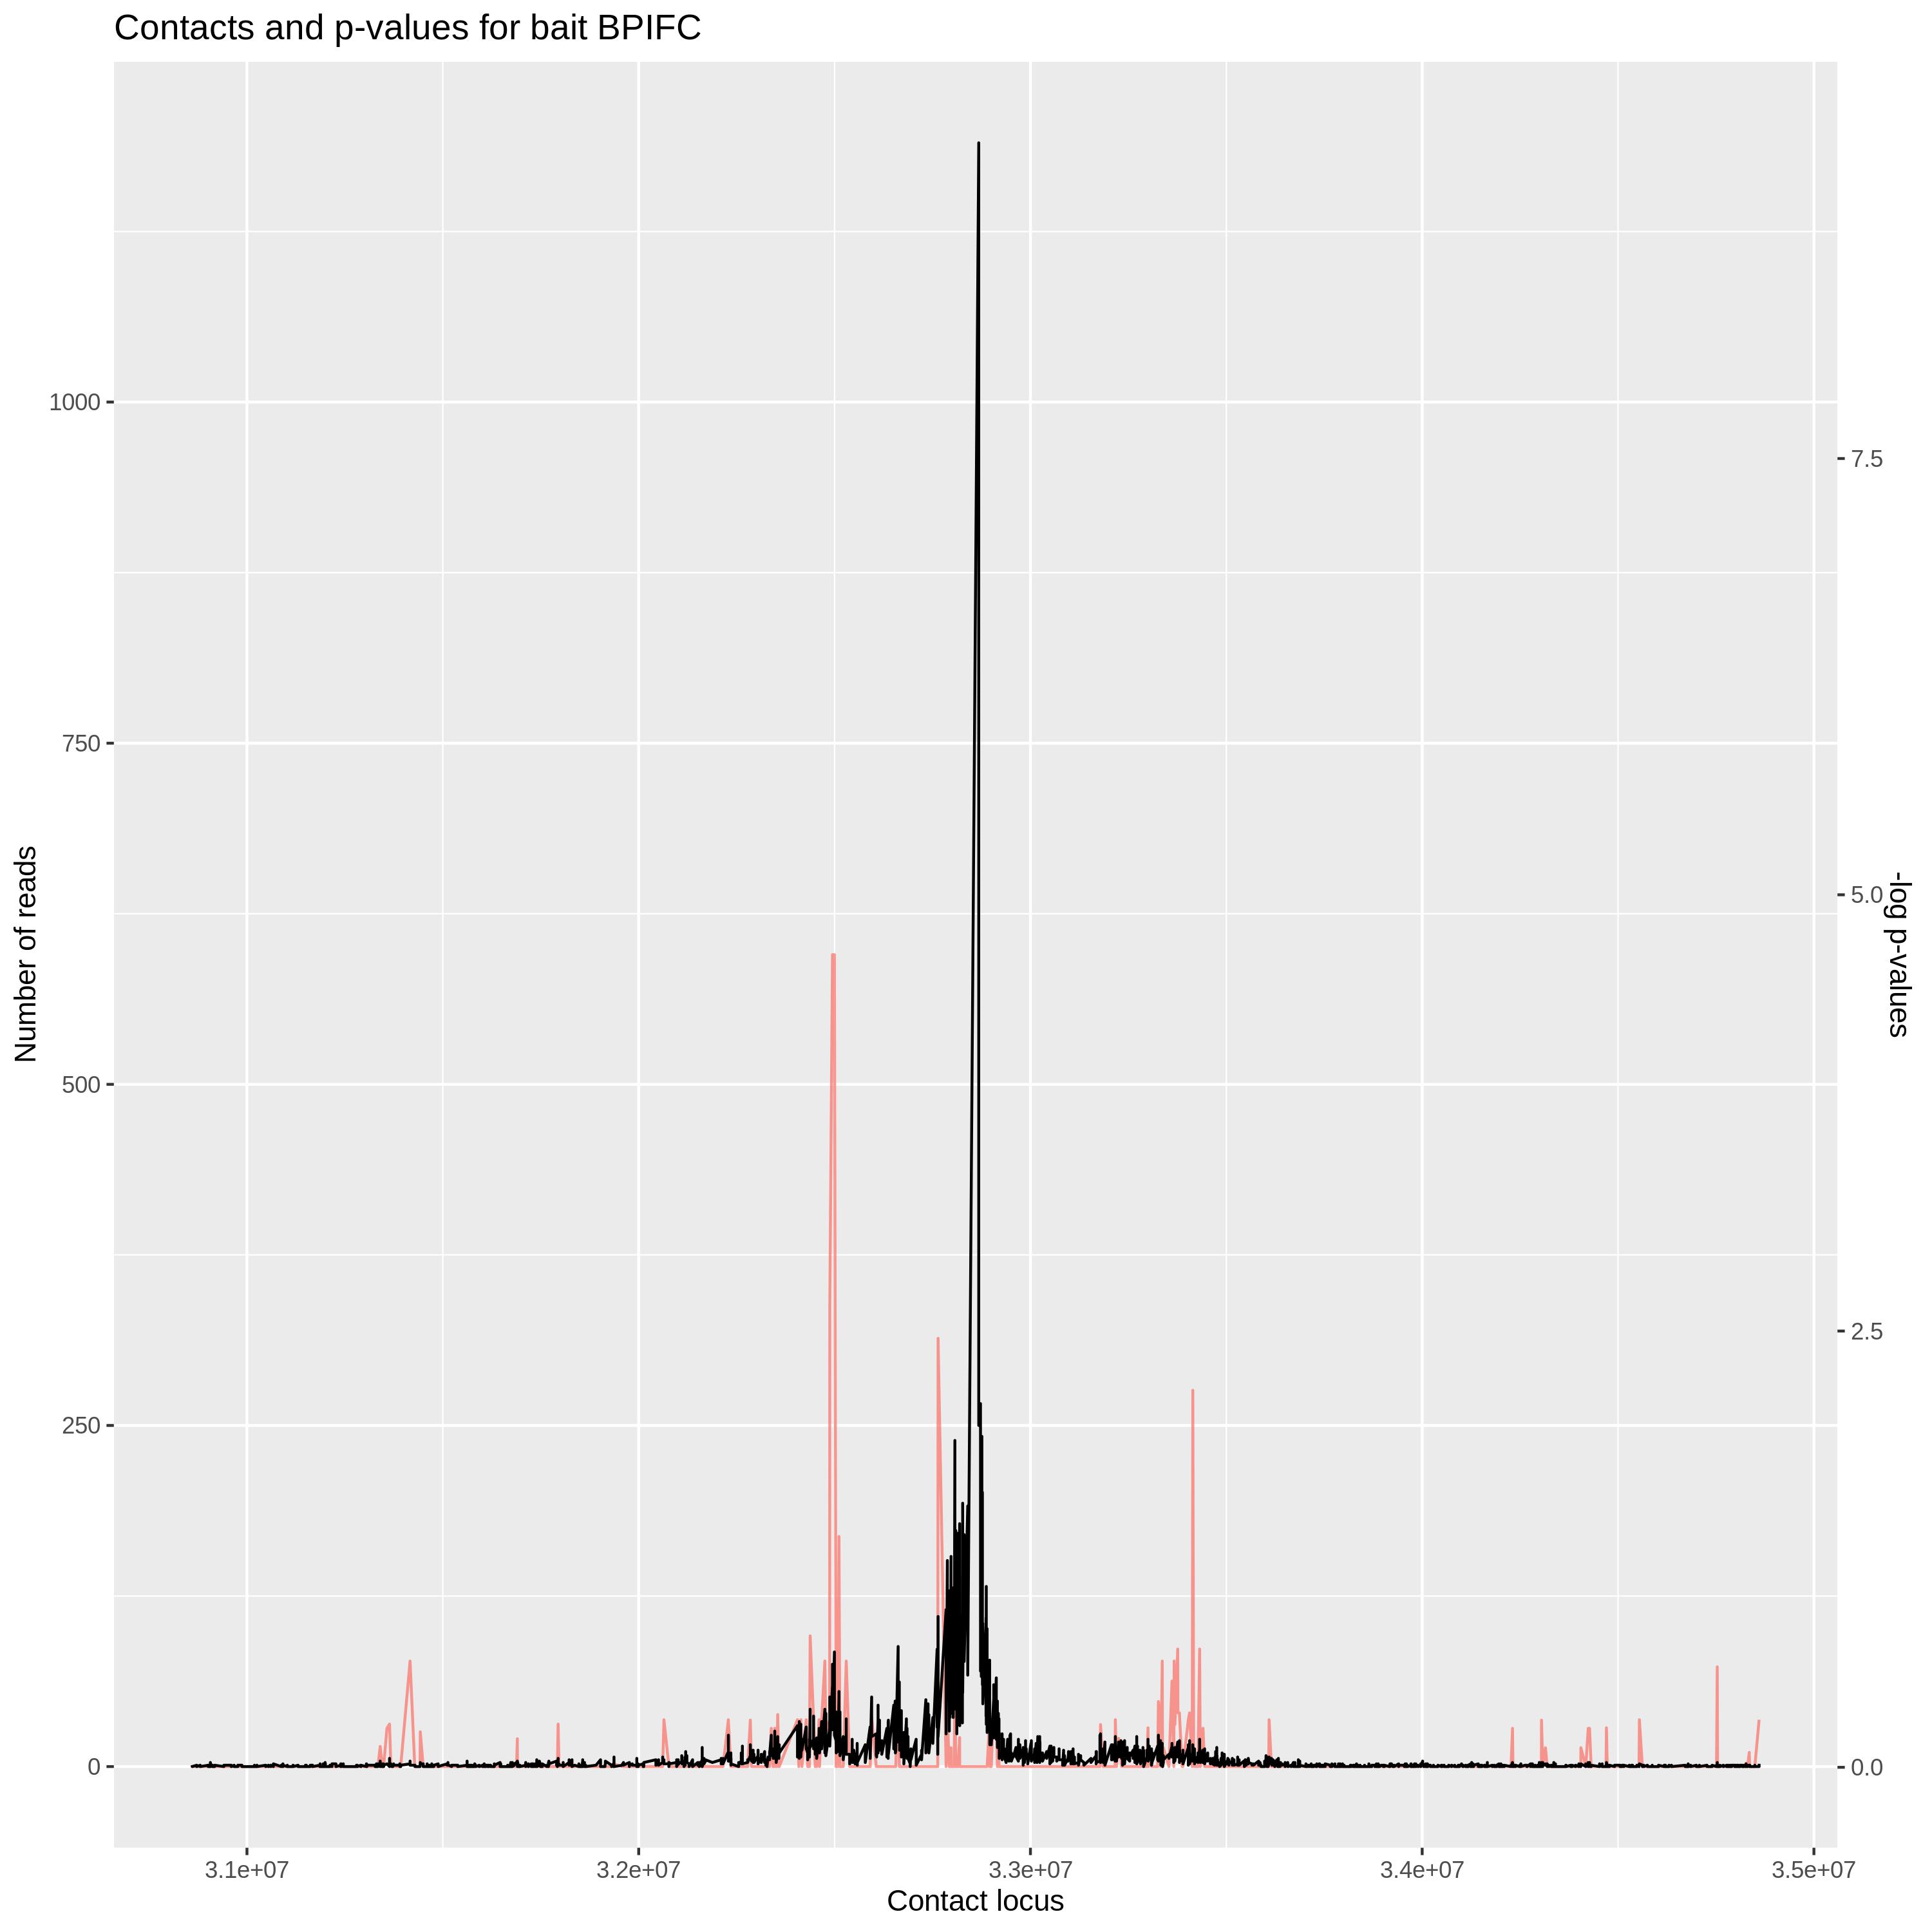 Contacts and p-values for bait BPIFC
Number of reads
1000
750
500
250
0
7.5
5.0
2.5
0.0
-log p-values
3.1e+07
3.2e+07
3.3e+07
3.4e+07
3.5e+07
Contact locus